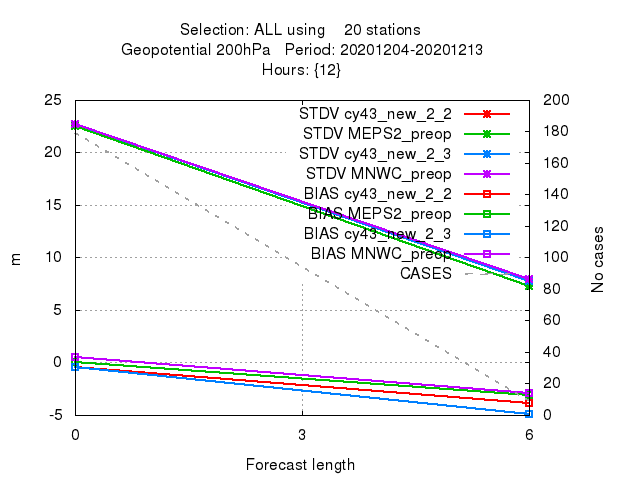 Selection: ALL using 20 stations
Geopotential 200hPa Period: 20201204-20201213
Hours: {12}
25
20
15
10
5
0
-5
m
200
180
160
140
120
100
80
60
40
20
0
No cases
STDV cy43_new_2_2
STDV MEPS2_preop
STDV cy43_new_2_3
STDV MNWC_preop
BIAS cy43_new_2_2
BIAS MEPS2_preop
BIAS cy43_new_2_3
BIAS MNWC_preop
CASES
0 3 6
Forecast length